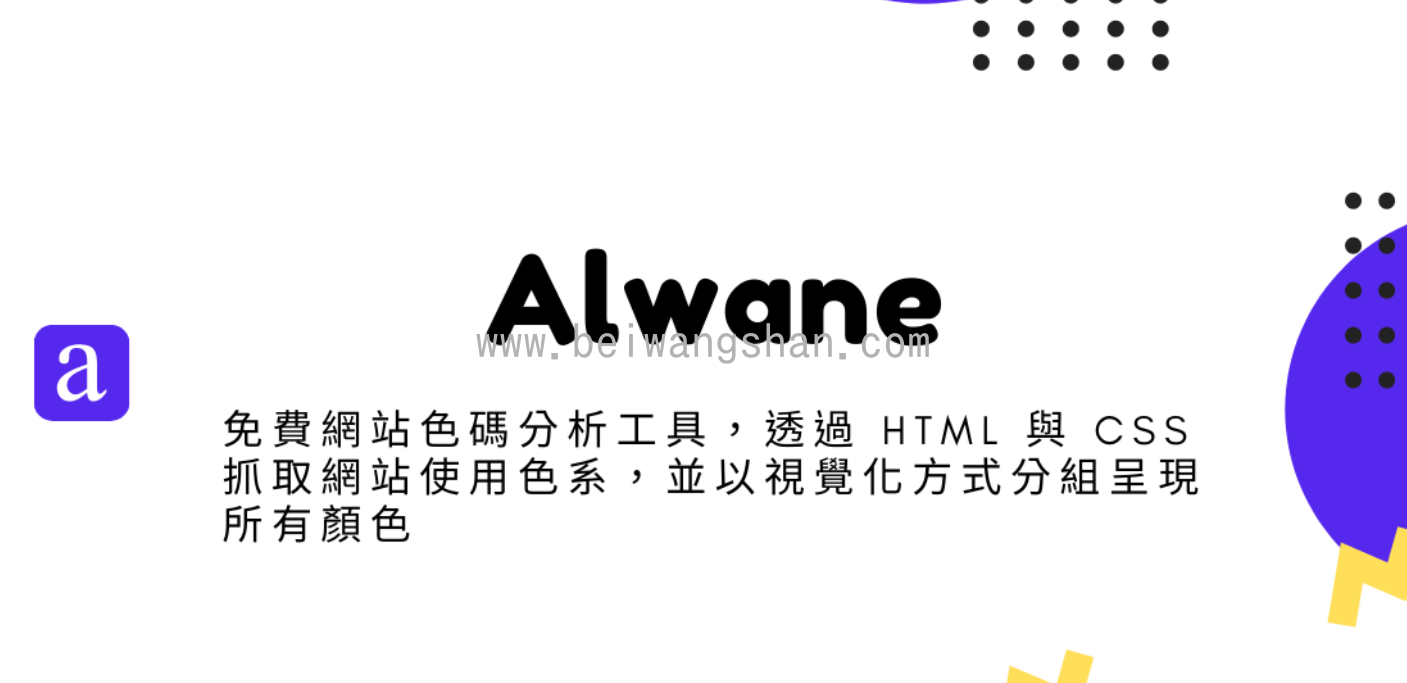 Alwane
www.beiwangshan.com
a
免費網站色碼分析工具，透過 HTML 與 CSS
抓取網站使用色系，並以視覺化方式分組呈現
所有顏色